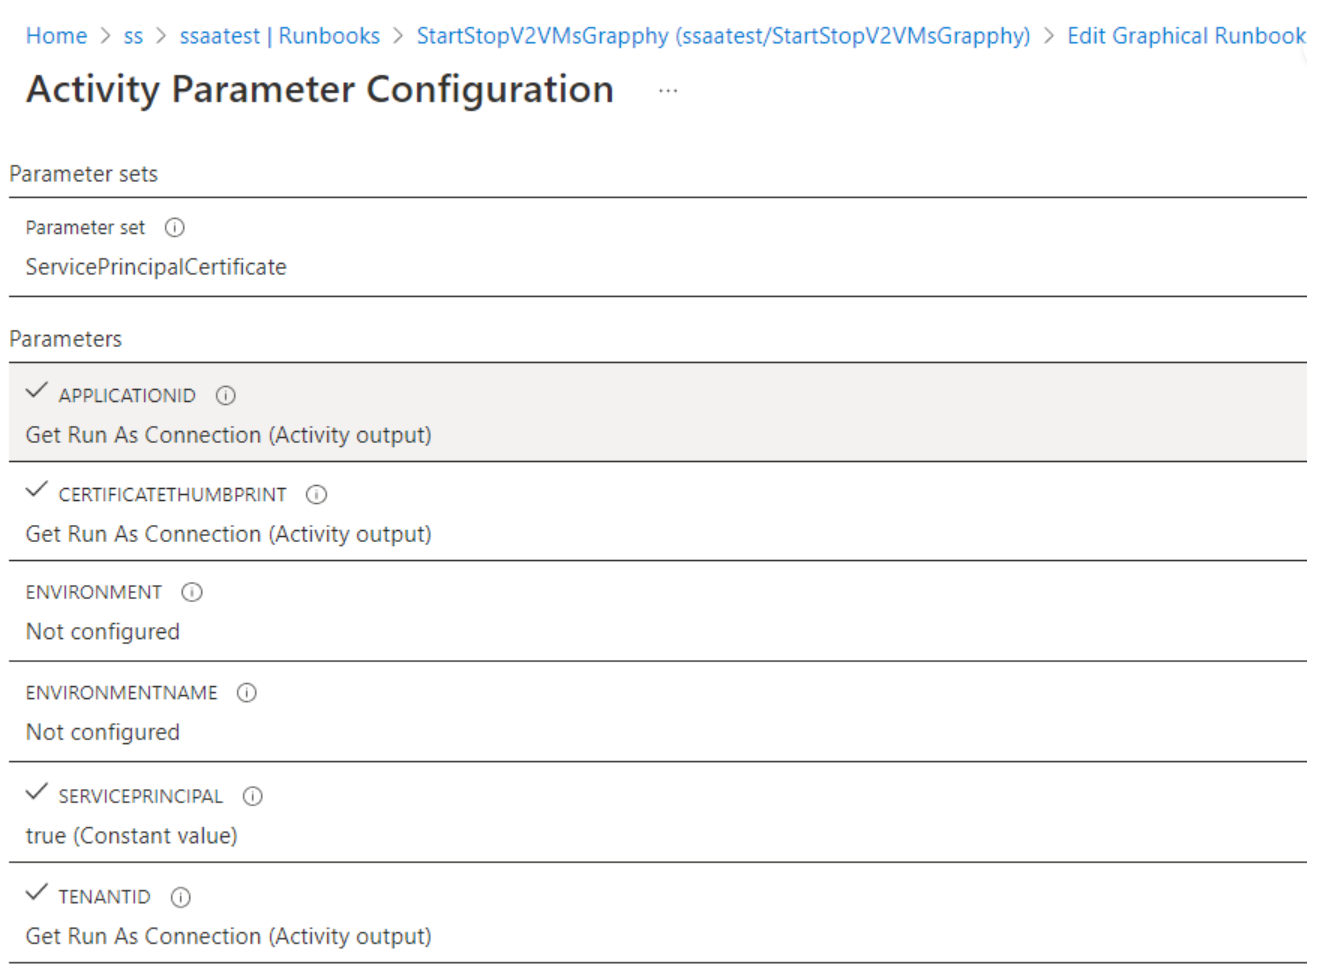 Home > ss > ssaatest | Runbooks > StartStopV2VMsGrapphy (ssaatest/StartStopV2VMsGrapphy) > Edit Graphical Runbook
Activity Parameter Configuration ...
Parameter sets
Parameter set
ServicePrincipalCertificate
Parameters
APPLICATIONID
Get Run As Connection (Activity output)
CERTIFICATETHUMBPRINT
Get Run As Connection (Activity output)
ENVIRONMENT
Not configured
ENVIRONMENTNAME
Not configured
SERVICEPRINCIPAL
true (Constant value)
TENANTID
Get Run As Connection (Activity output)